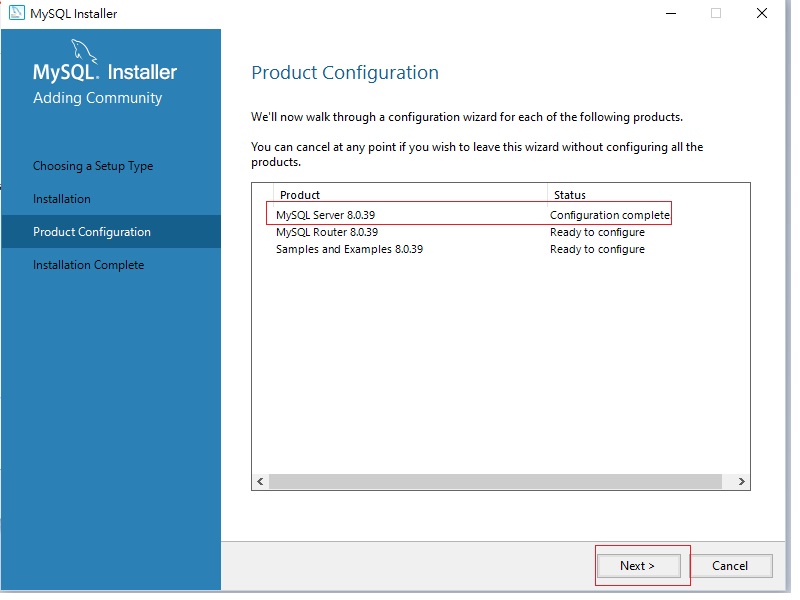 MySQL Installer
MySQL. Installer
Adding Community
Choosing a Setup Type
Installation
Product Configuration
Installation Complete
Product Configuration
We'll now walk through a configuration wizard for each of the following products.
You can cancel at any point if you wish to leave this wizard without configuring all the
products.
Product Status
MySQL Server 8.0.39 Configuration complete
MySQL Router 8.0.39 Ready to configure
Samples and Examples 8.0.39 Ready to configure
Next > Cancel